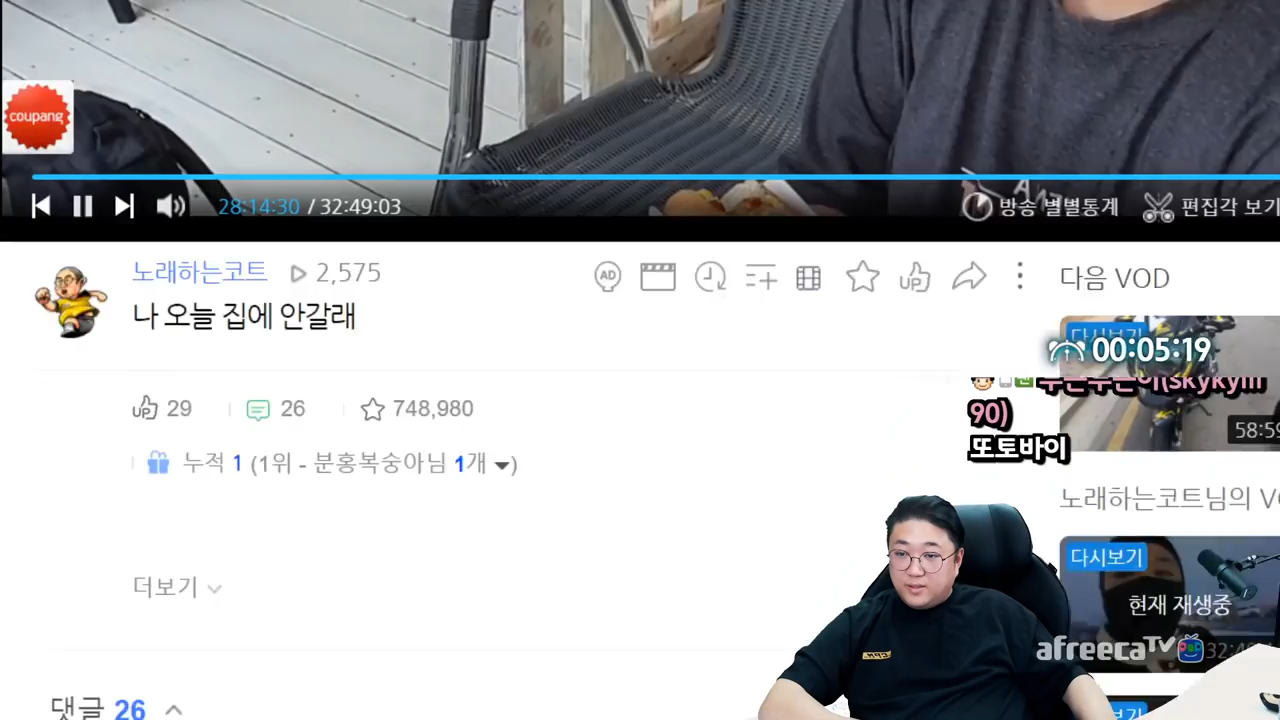 coupang
28:14:30 / 32:49:03
방송 별별통계
편집각 보기
노래하는코트 2,575
AD
UP
나 오늘 집에 안갈래
다음 VOD
다시보기
00:05:19
58:59
UP 29 26 748,980
90)
또토바이
누적 1 (1위 - 분홍복숭아님 1개 )
노래하는코트님의 VO
다시보기
현재 재생중
더보기
afreecaTV
댓글 26